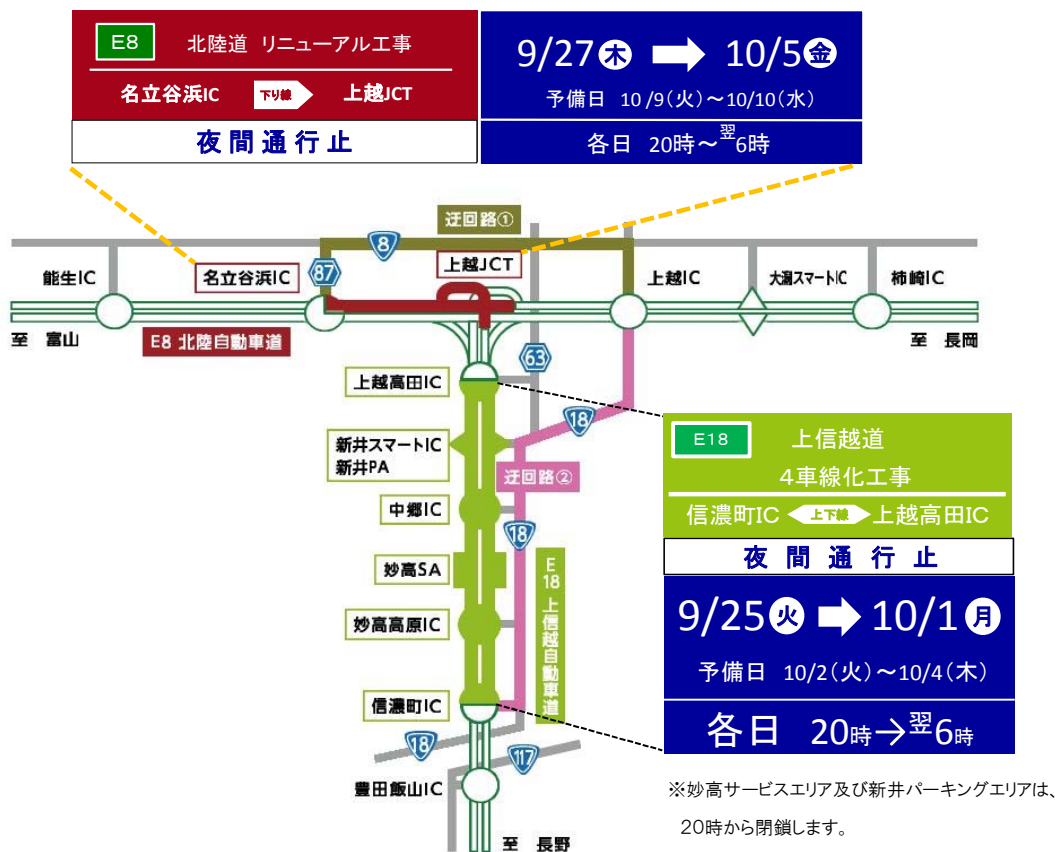 E8 北陸道 リニューアル工事
名立谷浜IC 下り線 上越JCT
夜間通行止
9/27木 ➡ 10/5金
予備日 10/9(火)～10/10(水)
各日 20時～翌6時
迂回路①
8
能生IC
名立谷浜IC
87
上越JCT
上越IC
大潟スマートIC
柿崎IC
至 富山
E8 北陸自動車道
至 長岡
63
上越高田IC
18
新井スマートIC
新井PA
迂回路②
中郷IC
18
妙高SA
E18 上信越自動車道
妙高高原IC
信濃町IC
18
117
豊田飯山IC
至 長野
E18 上信越道
4車線化工事
信濃町IC 上下線 上越高田IC
夜間通行止
9/25火 ➡ 10/1月
予備日 10/2(火)～10/4(木)
各日 20時→翌6時
※妙高サービスエリア及び新井パーキングエリアは、
20時から閉鎖します。